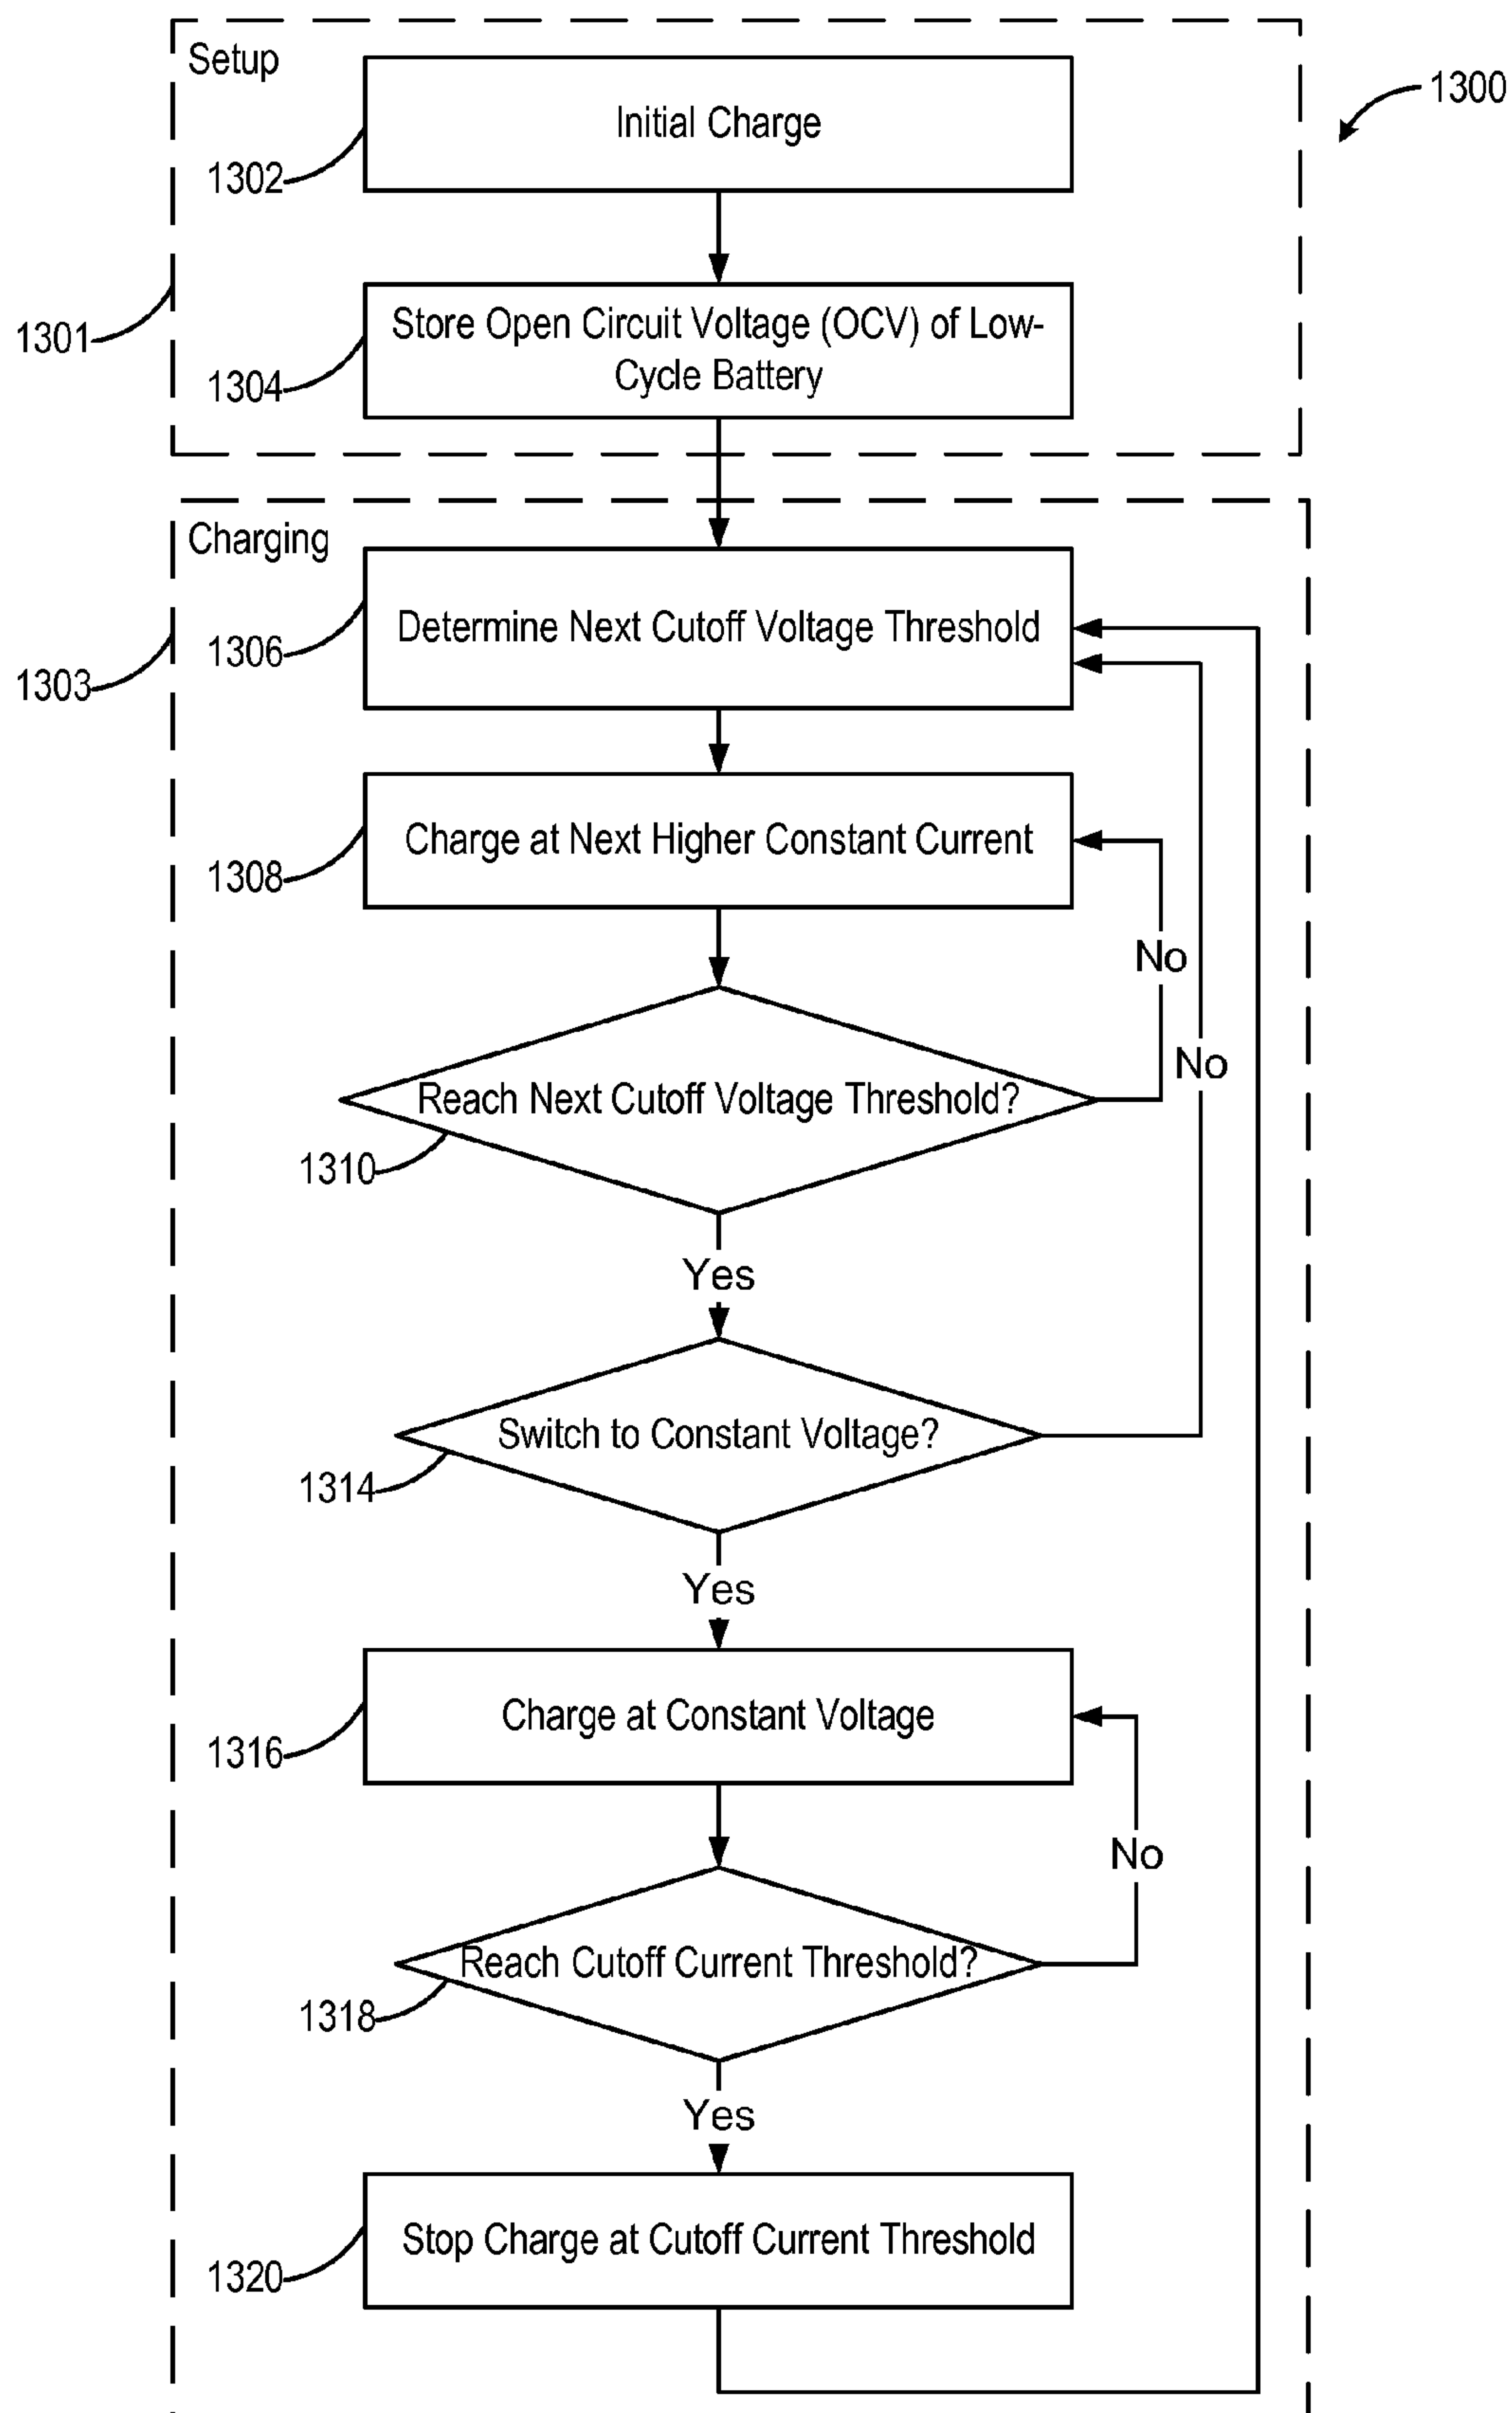 Setup
1300
Initial Charge
1302
Store Open Circuit Voltage (OCV) of Low-
Cycle Battery
1301
1304
Charging
Determine Next Cutoff Voltage Threshold
1306
1303
Charge at Next Higher Constant Current
1308
No
No
Reach Next Cutoff Voltage Threshold?
1310
Yes
Switch to Constant Voltage?
1314
Yes
Charge at Constant Voltage
1316
No
Reach Cutoff Current Threshold?
1318
Yes
Stop Charge at Cutoff Current Threshold
1320